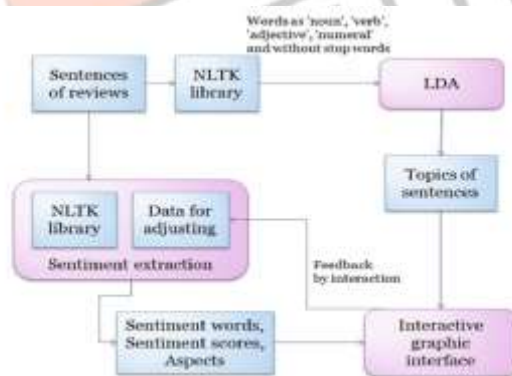 Words as 'noun', 'verb',
'adjective', 'numeral'
and without stop words
Sentences
of reviews
NLTK
library
LDA
Topics of
sentences
NLTK
library
Data for
adjusting
Sentiment extraction
Feedback
by interaction
Sentiment words,
Sentiment scores,
Aspects
Interactive
graphic
interface